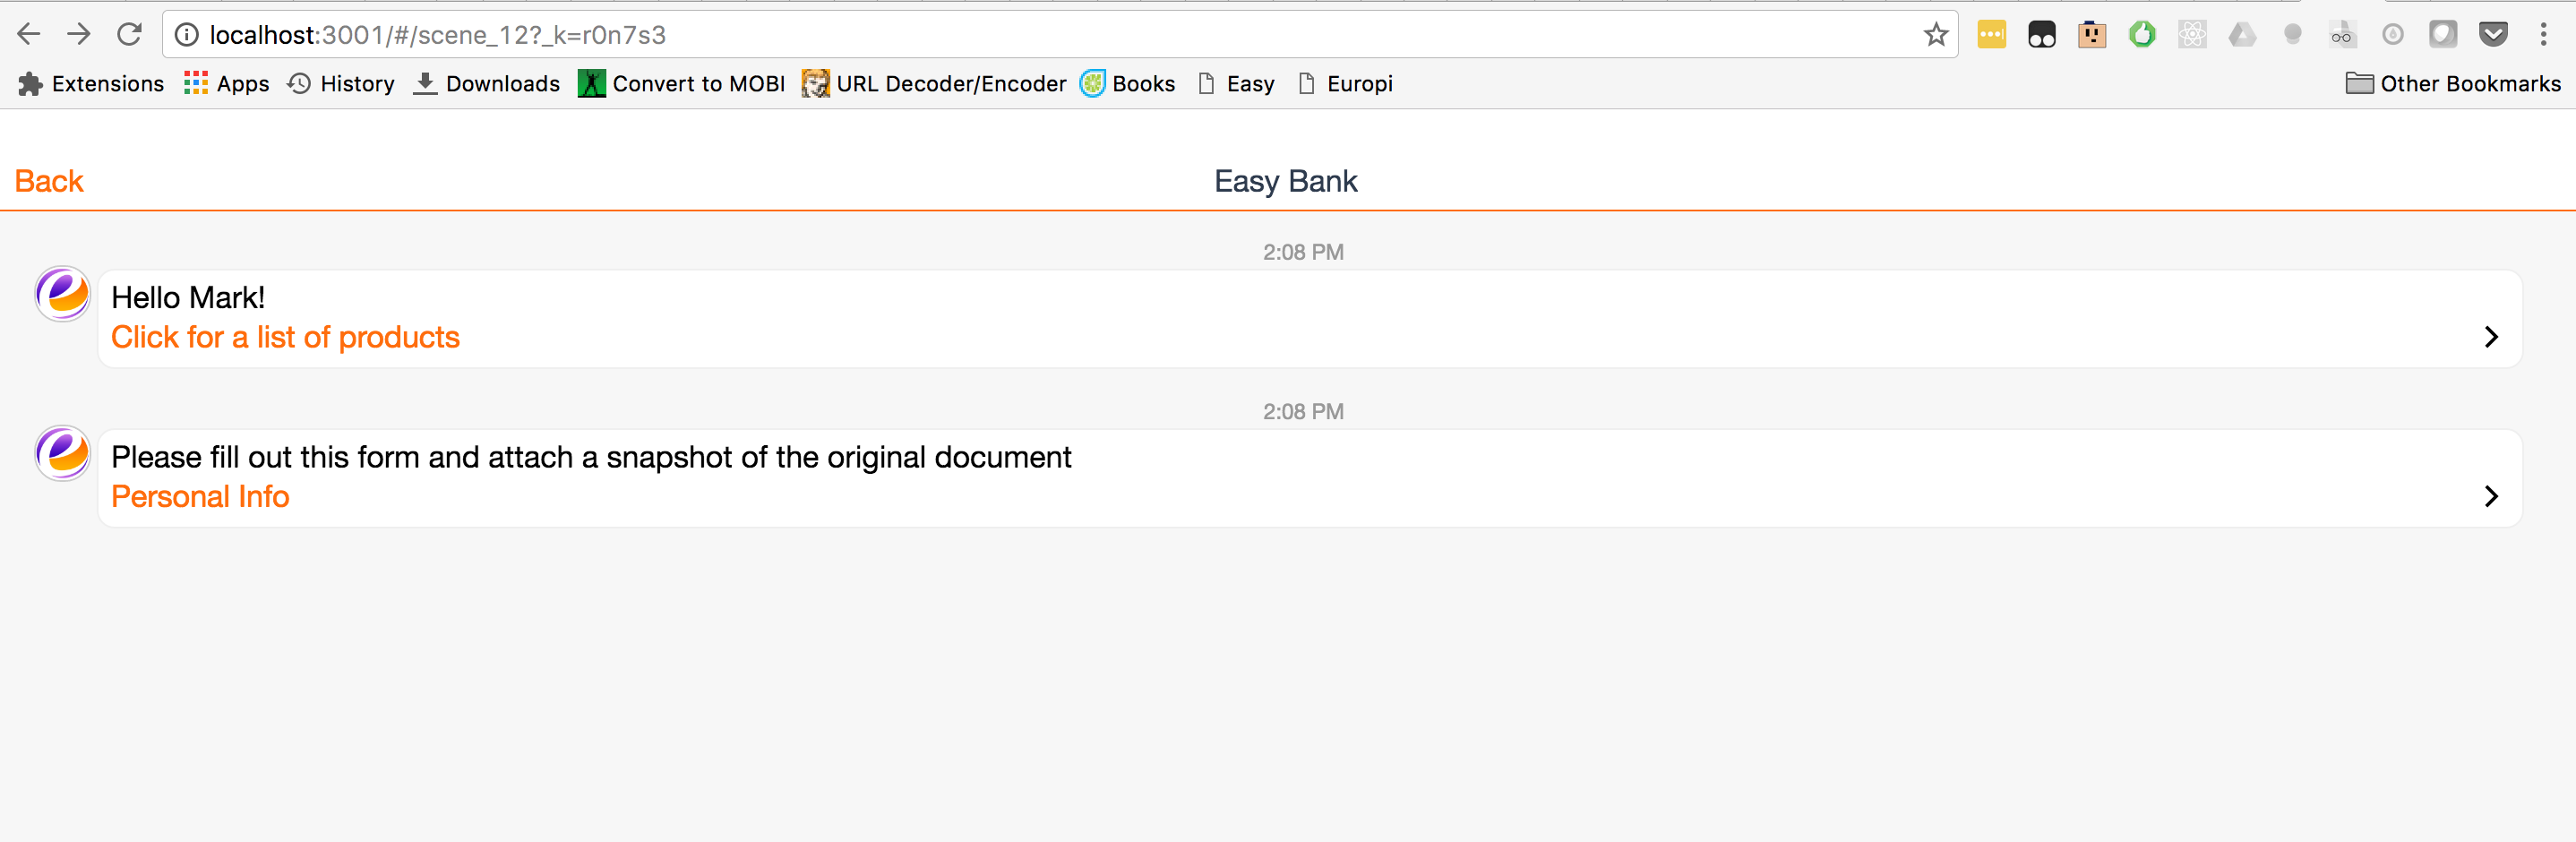 localhost:3001/#/scene_12?_k=r0n7s3
Extensions Apps History Downloads Convert to MOBI URL Decoder/Encoder Books Easy Europi Other Bookmarks
Back Easy Bank
2:08 PM
Hello Mark!
Click for a list of products
2:08 PM
Please fill out this form and attach a snapshot of the original document
Personal Info